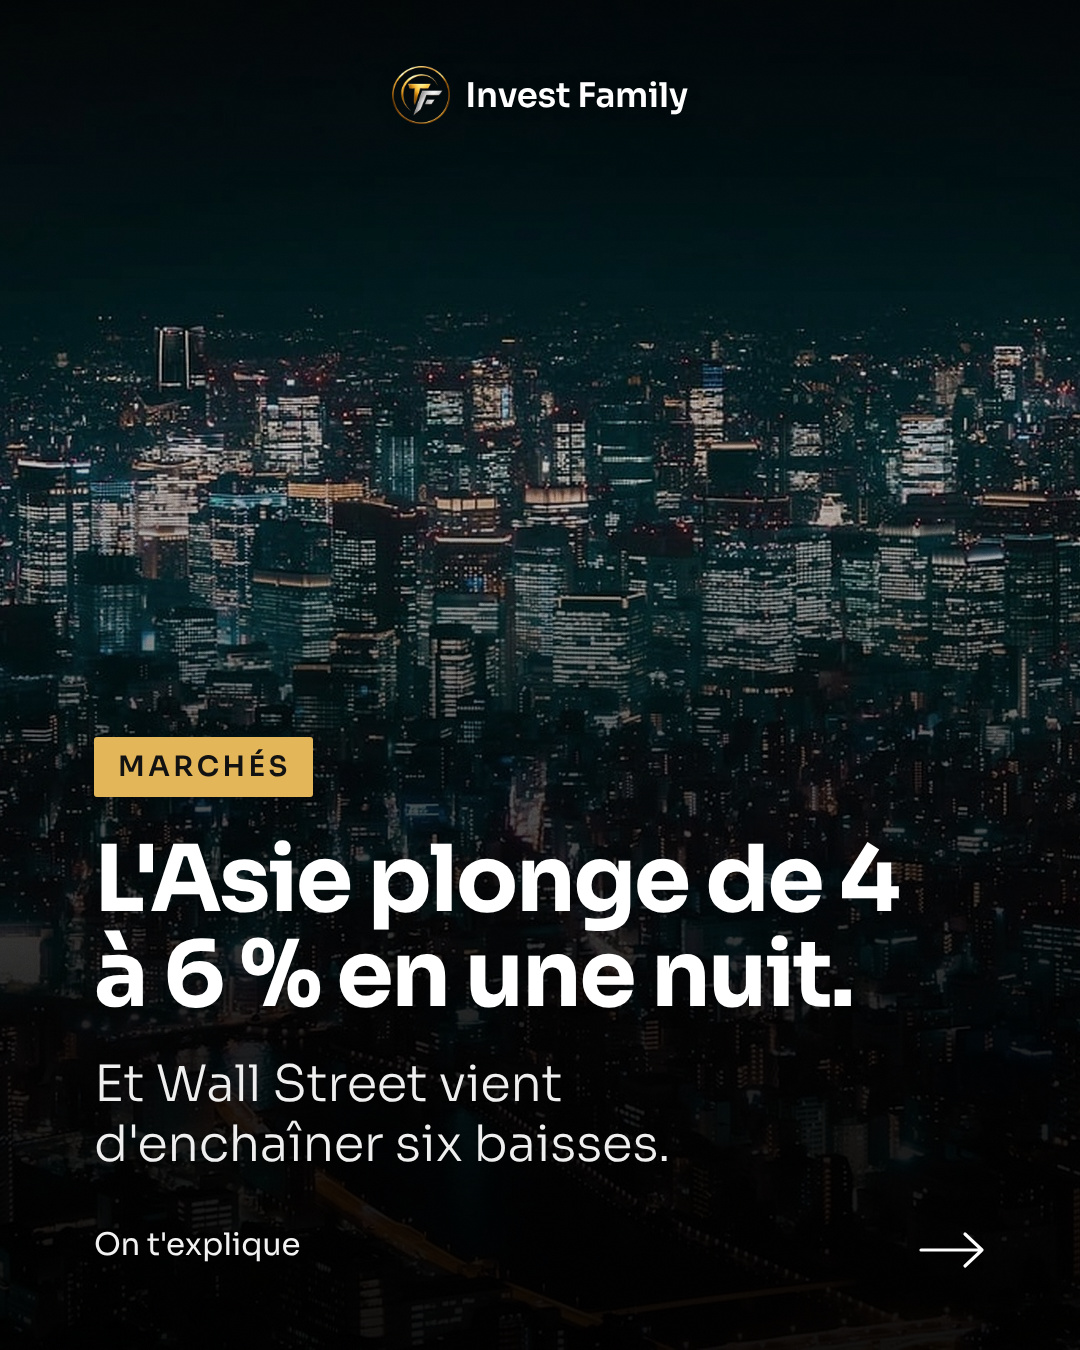 TF Invest Family
MARCHÉS
L'Asie plonge de 4
à 6 % en une nuit.
Et Wall Street vient
d'enchaîner six baisses.
On t'explique